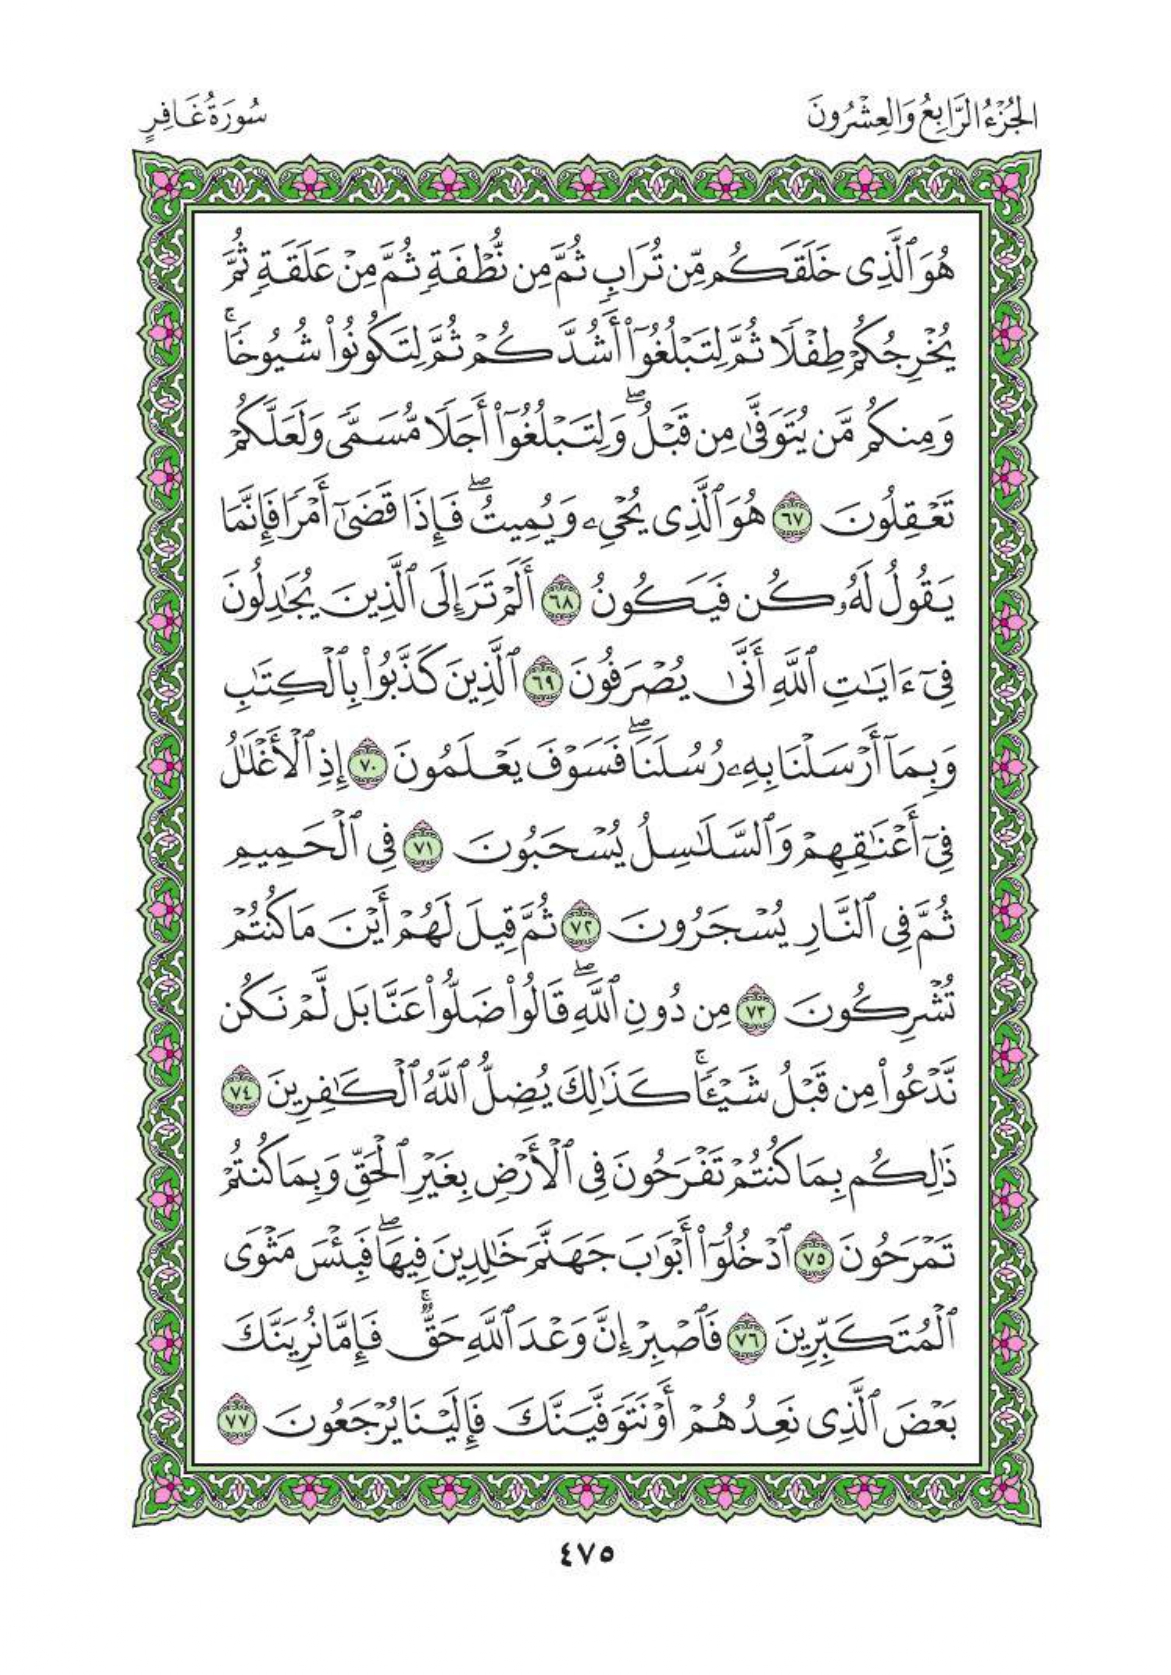 الجُزْءُ الرَّابِعُ وَالعِشْرُونَ
سُورَةُ غَافِرٍ
هُوَ ٱلَّذِى خَلَقَكُم مِّن تُرَابٍ ثُمَّ مِن نُّطْفَةٍ ثُمَّ مِنْ عَلَقَةٍ ثُمَّ
يُخْرِجُكُمْ طِفْلًا ثُمَّ لِتَبْلُغُوٓا۟ أَشُدَّكُمْ ثُمَّ لِتَكُونُوا۟ شُيُوخًا ۚ
وَمِنكُم مَّن يُتَوَفَّىٰ مِن قَبْلُ ۖ وَلِتَبْلُغُوٓا۟ أَجَلًا مُّسَمًّى وَلَعَلَّكُمْ
تَعْقِلُونَ ٦٧ هُوَ ٱلَّذِى يُحْىِۦ وَيُمِيتُ ۖ فَإِذَا قَضَىٰٓ أَمْرًا فَإِنَّمَا
يَقُولُ لَهُۥ كُن فَيَكُونُ ٦٨ أَلَمْ تَرَ إِلَى ٱلَّذِينَ يُجَـٰدِلُونَ
فِىٓ ءَايَـٰتِ ٱللَّهِ أَنَّىٰ يُصْرَفُونَ ٦٩ ٱلَّذِينَ كَذَّبُوا۟ بِٱلْكِتَـٰبِ
وَبِمَآ أَرْسَلْنَا بِهِۦ رُسُلَنَا ۖ فَسَوْفَ يَعْلَمُونَ ٧٠ إِذِ ٱلْأَغْلَـٰلُ
فِىٓ أَعْنَـٰقِهِمْ وَٱلسَّلَـٰسِلُ يُسْحَبُونَ ٧١ فِى ٱلْحَمِيمِ
ثُمَّ فِى ٱلنَّارِ يُسْجَرُونَ ٧٢ ثُمَّ قِيلَ لَهُمْ أَيْنَ مَا كُنتُمْ
تُشْرِكُونَ ٧٣ مِن دُونِ ٱللَّهِ ۖ قَالُوا۟ ضَلُّوا۟ عَنَّا بَل لَّمْ نَكُن
نَّدْعُوا۟ مِن قَبْلُ شَيْـًٔا ۚ كَذَٰلِكَ يُضِلُّ ٱللَّهُ ٱلْكَـٰفِرِينَ ٧٤
ذَٰلِكُم بِمَا كُنتُمْ تَفْرَحُونَ فِى ٱلْأَرْضِ بِغَيْرِ ٱلْحَقِّ وَبِمَا كُنتُمْ
تَمْرَحُونَ ٧٥ ٱدْخُلُوٓا۟ أَبْوَٰبَ جَهَنَّمَ خَـٰلِدِينَ فِيهَا ۖ فَبِئْسَ مَثْوَى
ٱلْمُتَكَبِّرِينَ ٧٦ فَٱصْبِرْ إِنَّ وَعْدَ ٱللَّهِ حَقٌّ ۚ فَإِمَّا نُرِيَنَّكَ
بَعْضَ ٱلَّذِى نَعِدُهُمْ أَوْ نَتَوَفَّيَنَّكَ فَإِلَيْنَا يُرْجَعُونَ ٧٧
٤٧٥